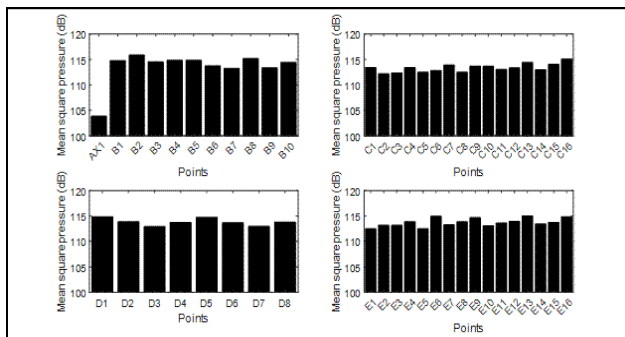 Mean square pressure (dB)
120
115
110
105
100
AX1 B1 B2 B3 B4 B5 B6 B7 B8 B9 B10
Points
Mean square pressure (dB)
120
115
110
105
100
C1 C2 C3 C4 C5 C6 C7 C8 C9 C10 C11 C12 C13 C14 C15 C16
Points
Mean square pressure (dB)
120
115
110
105
100
D1 D2 D3 D4 D5 D6 D7 D8
Points
Mean square pressure (dB)
120
115
110
105
100
E1 E2 E3 E4 E5 E6 E7 E8 E9 E10 E11 E12 E13 E14 E15 E16
Points